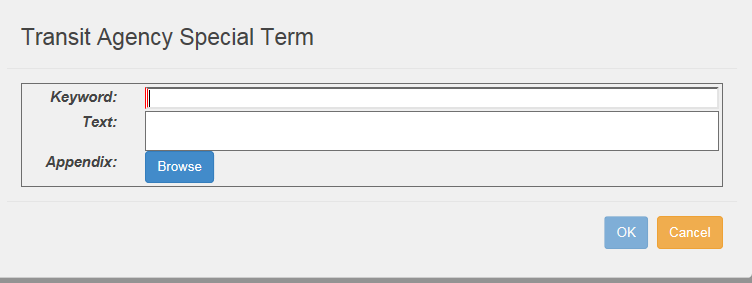 Transit Agency Special Term
Keyword:
Text:
Appendix: Browse
OK Cancel